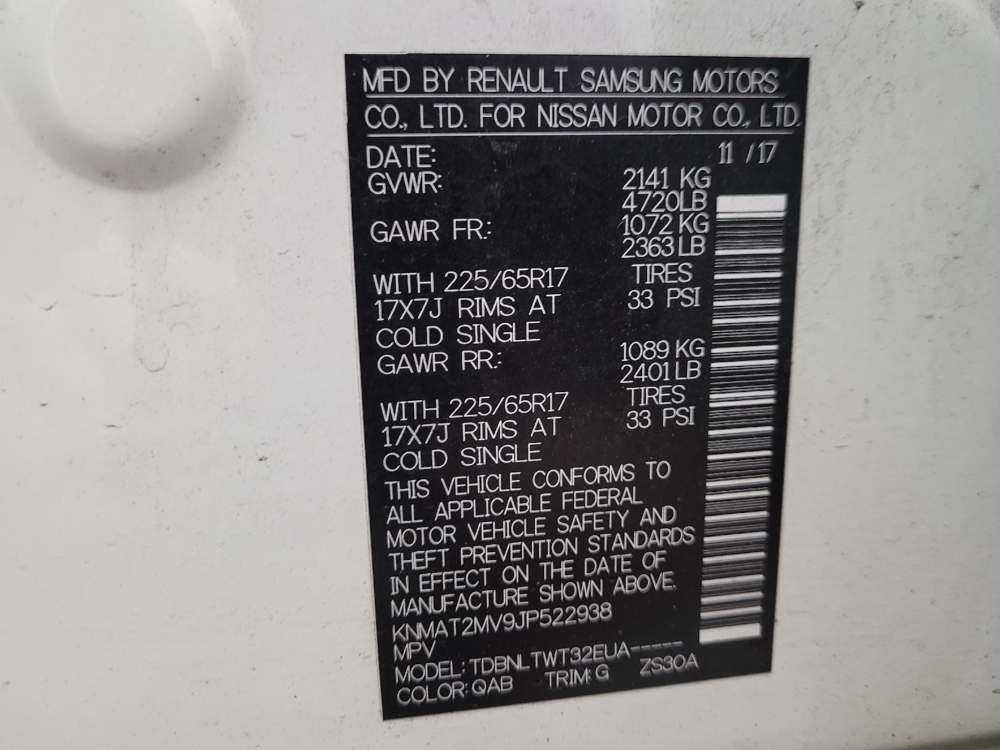 MFD BY RENAULT SAMSUNG MOTORS
CO., LTD. FOR NISSAN MOTOR CO., LTD.
DATE: 11 /17
GVWR: 2141 KG
4720LB
GAWR FR: 1072 KG
2363 LB
WITH 225/65R17 TIRES
17X7J RIMS AT 33 PSI
COLD SINGLE
GAWR RR: 1089 KG
2401 LB
WITH 225/65R17 TIRES
17X7J RIMS AT 33 PSI
COLD SINGLE
THIS VEHICLE CONFORMS TO
ALL APPLICABLE FEDERAL
MOTOR VEHICLE SAFETY AND
THEFT PREVENTION STANDARDS
IN EFFECT ON THE DATE OF
MANUFACTURE SHOWN ABOVE.
KNMAT2MV9JP522938
MPV
MODEL: TDBNLTWT32EUA-----
COLOR: QAB TRIM: G ZS30A